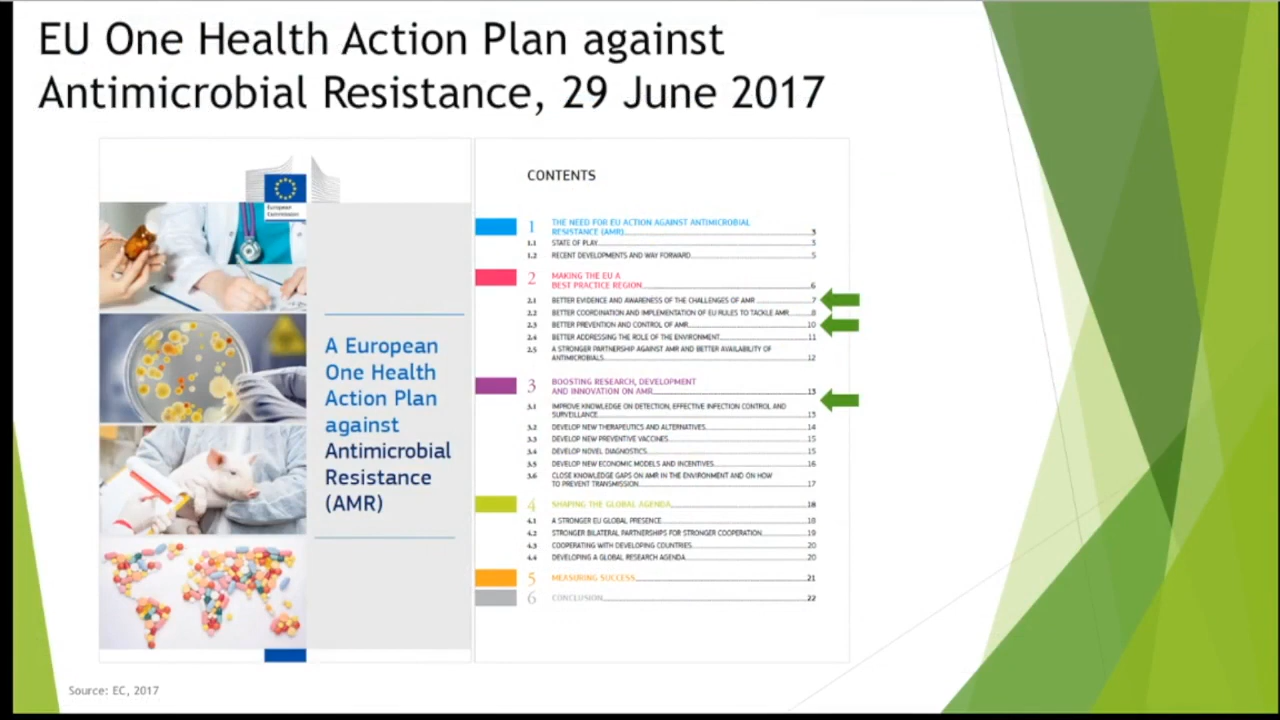 EU One Health Action Plan against
Antimicrobial Resistance, 29 June 2017
European
Commission
A European
One Health
Action Plan
against
Antimicrobial
Resistance
(AMR)
CONTENTS
1 THE NEED FOR EU ACTION AGAINST ANTIMICROBIAL
RESISTANCE (AMR) 3
1.1 STATE OF PLAY 3
1.2 RECENT DEVELOPMENTS AND WAY FORWARD 5
2 MAKING THE EU A
BEST PRACTICE REGION 6
2.1 BETTER EVIDENCE AND AWARENESS OF THE CHALLENGES OF AMR 7
2.2 BETTER COORDINATION AND IMPLEMENTATION OF EU RULES TO TACKLE AMR 8
2.3 BETTER PREVENTION AND CONTROL OF AMR 10
2.4 BETTER ADDRESSING THE ROLE OF THE ENVIRONMENT 11
2.5 A STRONGER PARTNERSHIP AGAINST AMR AND BETTER AVAILABILITY OF
ANTIMICROBIALS 12
3 BOOSTING RESEARCH, DEVELOPMENT
AND INNOVATION ON AMR 13
3.1 IMPROVE KNOWLEDGE ON DETECTION, EFFECTIVE INFECTION CONTROL AND
SURVEILLANCE 13
3.2 DEVELOP NEW THERAPEUTICS AND ALTERNATIVES 14
3.3 DEVELOP NEW PREVENTIVE VACCINES 15
3.4 DEVELOP NOVEL DIAGNOSTICS 15
3.5 DEVELOP NEW ECONOMIC MODELS AND INCENTIVES 16
3.6 CLOSE KNOWLEDGE GAPS ON AMR IN THE ENVIRONMENT AND ON HOW
TO PREVENT TRANSMISSION 17
4 SHAPING THE GLOBAL AGENDA 18
4.1 A STRONGER EU GLOBAL PRESENCE 18
4.2 STRONGER BILATERAL PARTNERSHIPS FOR STRONGER COOPERATION 19
4.3 COOPERATING WITH DEVELOPING COUNTRIES 20
4.4 DEVELOPING A GLOBAL RESEARCH AGENDA 20
5 MEASURING SUCCESS 21
6 CONCLUSION 22
Source: EC, 2017